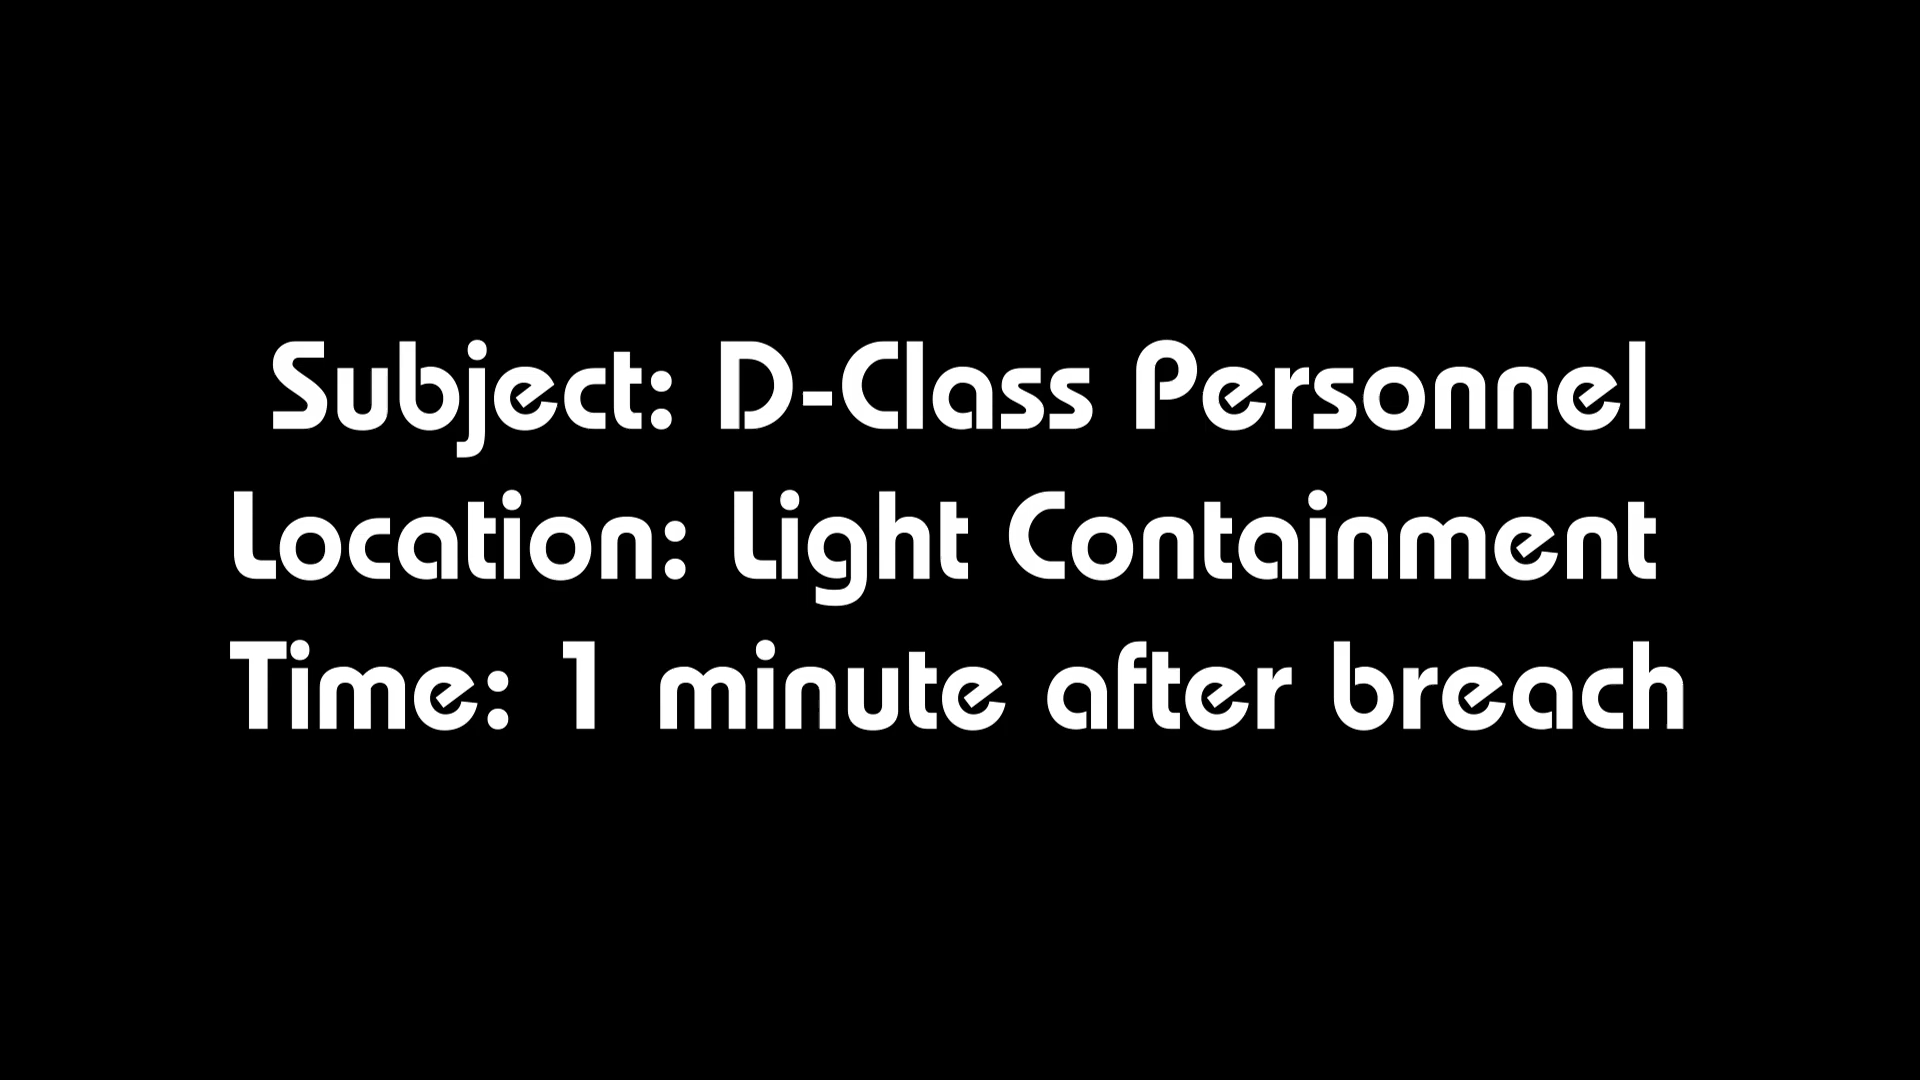 Subject: D-Class Personnel
Location: Light Containment
Time: 1 minute after breach